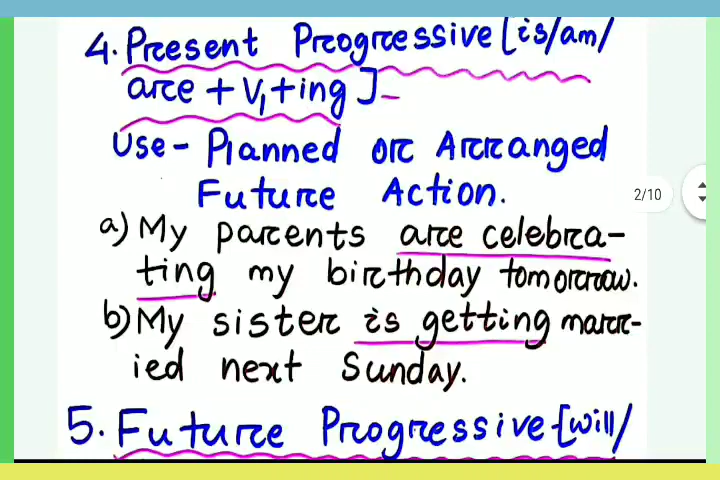 4. Present Progressive [is/am/
are + V₁+ing ] –
Use – Planned or Arranged
Future Action.
2/10
a) My parents are celebra-
ting my birthday tomorrow.
b) My sister is getting marr-
ied next Sunday.
5. Future Progressive [will/